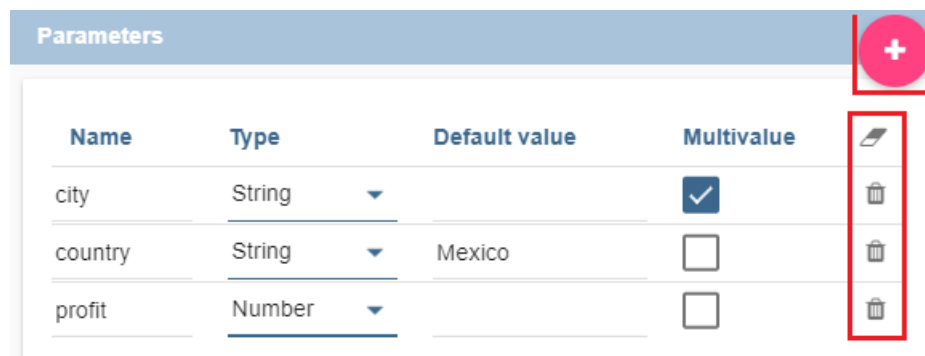 Parameters
Name Type Default value Multivalue
city String
country String Mexico
profit Number